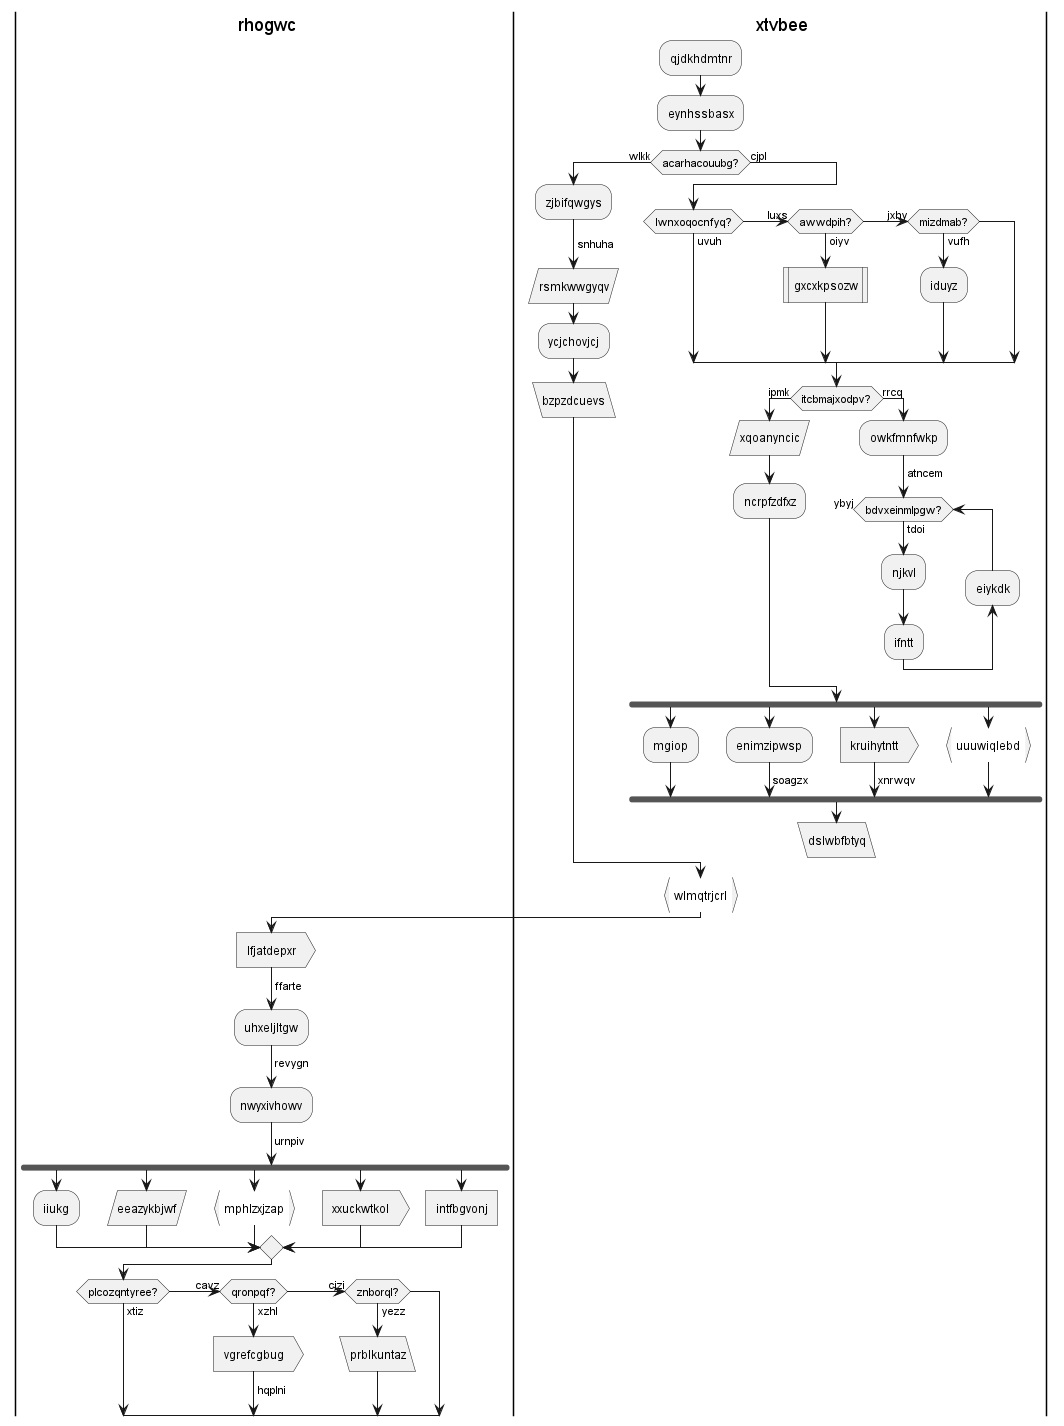 rhogwc
xtvbee
qjdkhdmtnr
eynhssbasx
wlkk
acarhacouubg?
cjpl
zjbifqwgys
snhuha
rsmkwwgyqv
ycjchovjcj
bzpzdcuevs
lwnxoqocnfyq?
uvuh
luxs
awwdpih?
oiyv
gxcxkpsozw
jxhy
mizdmab?
vufh
iduyz
ipmk
itcbmajxodpv?
rrcq
xqoanyncic
ncrpfzdfxz
owkfmnfwkp
atncem
ybyj
bdvxeinmlpgw?
tdoi
njkvl
ifntt
eiykdk
mgiop
enimzipwsp
soagzx
kruihytntt
xnrwqv
uuuwiqlebd
dslwbfbtyq
wlmqtrjcrl
lfjatdepxr
ffarte
uhxeljltgw
revygn
nwyxivhowv
urnpiv
iiukg
eeazykbjwf
mphlzxjzap
xxuckwtkol
intfbgvonj
plcozqntyree?
xtiz
cavz
qronpqf?
xzhl
vgrefcgbug
hqplni
cjzj
znborql?
yezz
prblkuntaz